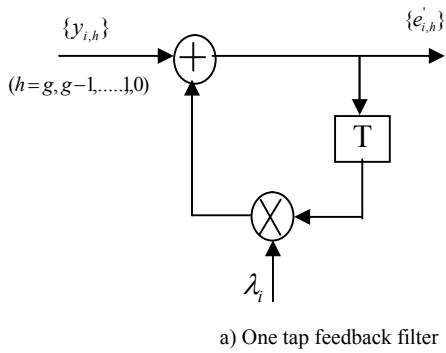 {y_{i,h}} {e'_{i,h}}
(h=g, g−1,.....1,0)
+
T
λ_i
a) One tap feedback filter